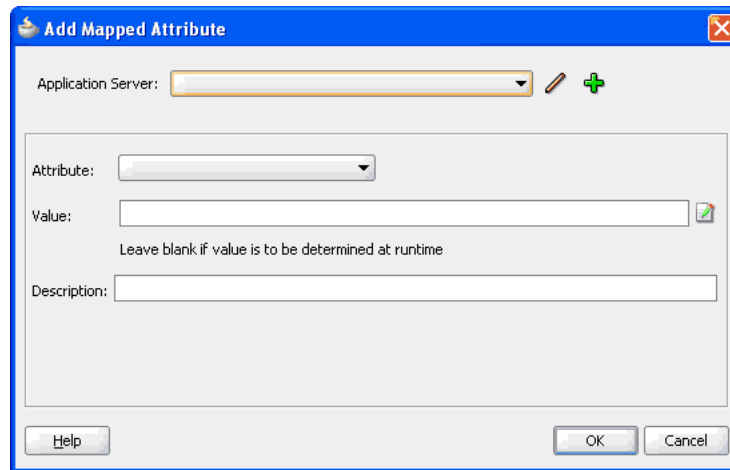 Add Mapped Attribute
Application Server:
Attribute:
Value:
Leave blank if value is to be determined at runtime
Description:
Help OK Cancel